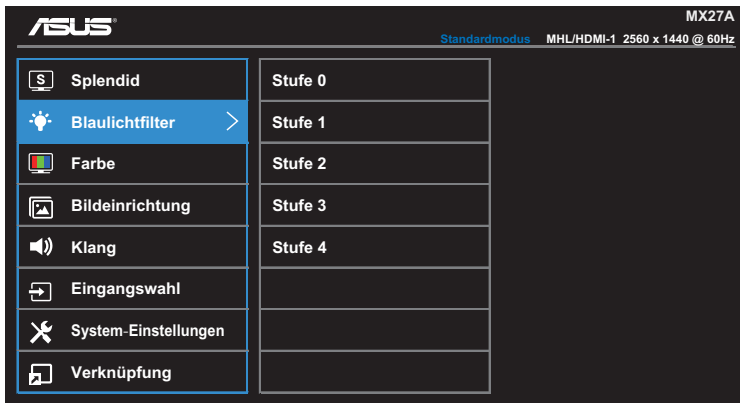 ASUS®
MX27A
Standardmodus MHL/HDMI-1 2560 x 1440 @ 60Hz
S Splendid
Blaulichtfilter
Farbe
Bildeinrichtung
Klang
Eingangswahl
System-Einstellungen
Verknüpfung
Stufe 0
Stufe 1
Stufe 2
Stufe 3
Stufe 4